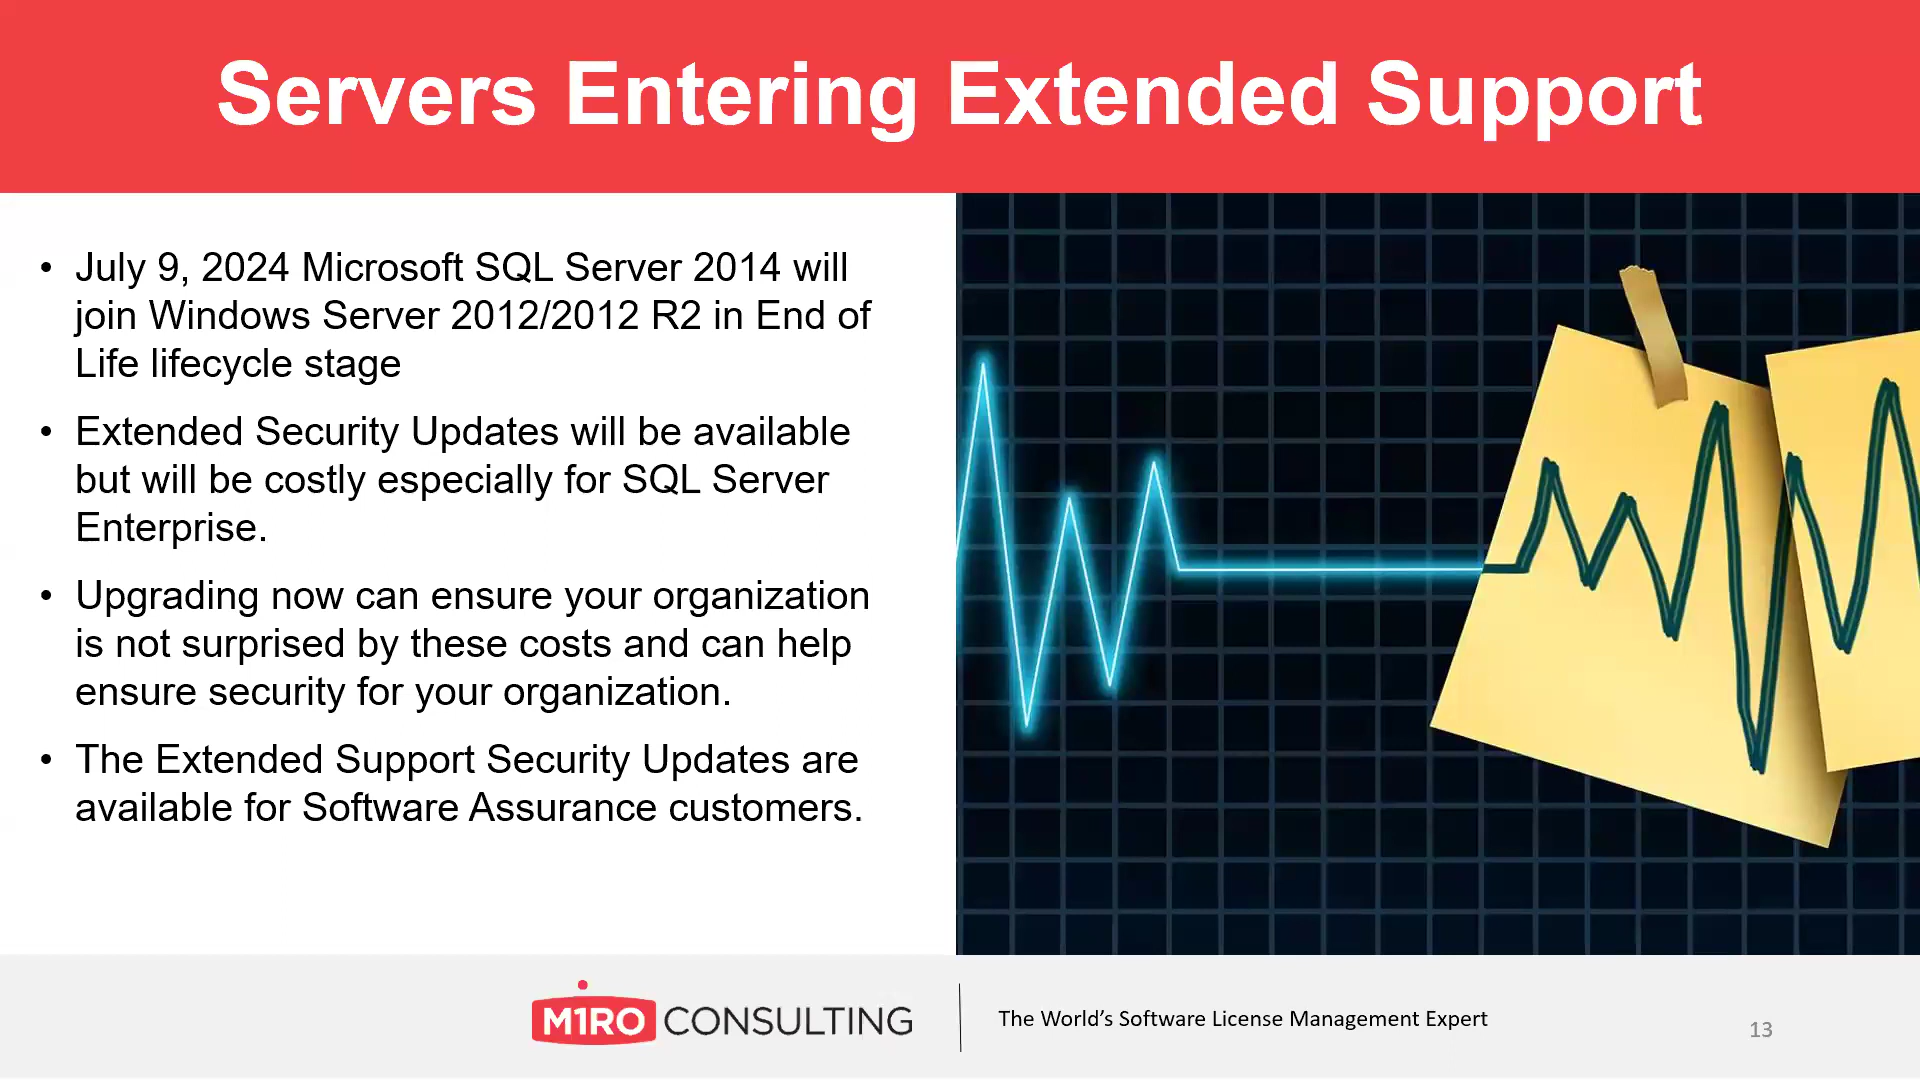 Servers Entering Extended Support
• July 9, 2024 Microsoft SQL Server 2014 will
join Windows Server 2012/2012 R2 in End of
Life lifecycle stage
• Extended Security Updates will be available
but will be costly especially for SQL Server
Enterprise.
• Upgrading now can ensure your organization
is not surprised by these costs and can help
ensure security for your organization.
• The Extended Support Security Updates are
available for Software Assurance customers.
M1RO CONSULTING
The World’s Software License Management Expert
13